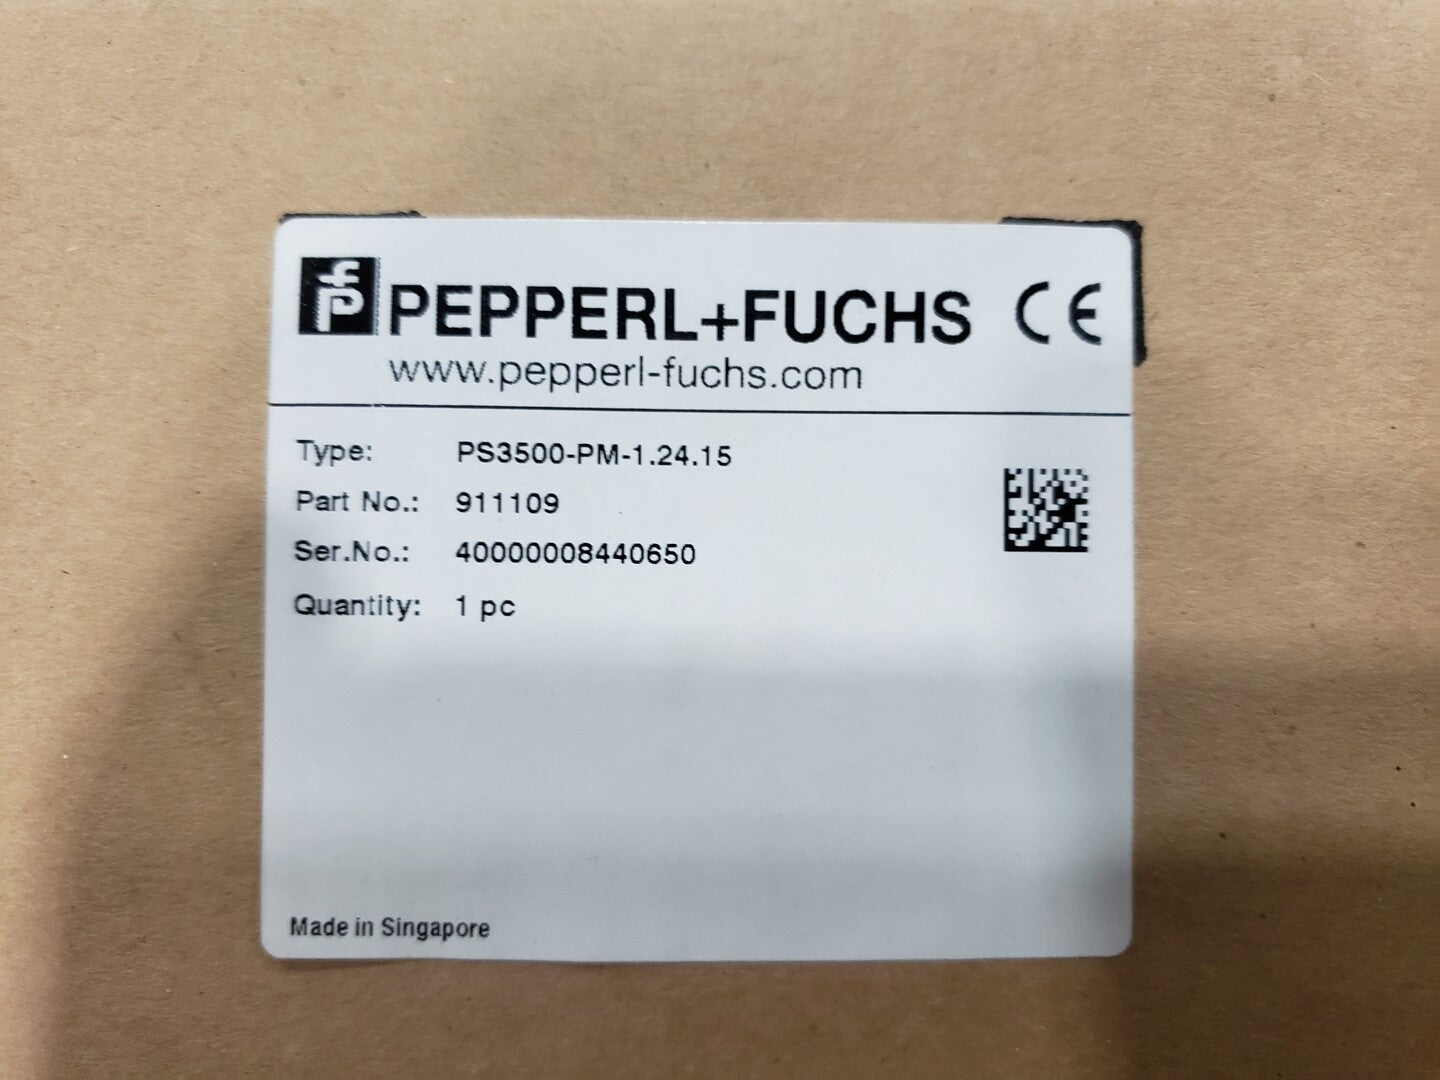 PEPPERL+FUCHS CE
www.pepperl-fuchs.com
Type: PS3500-PM-1.24.15
Part No.: 911109
Ser.No.: 40000008440650
Quantity: 1 pc
Made in Singapore